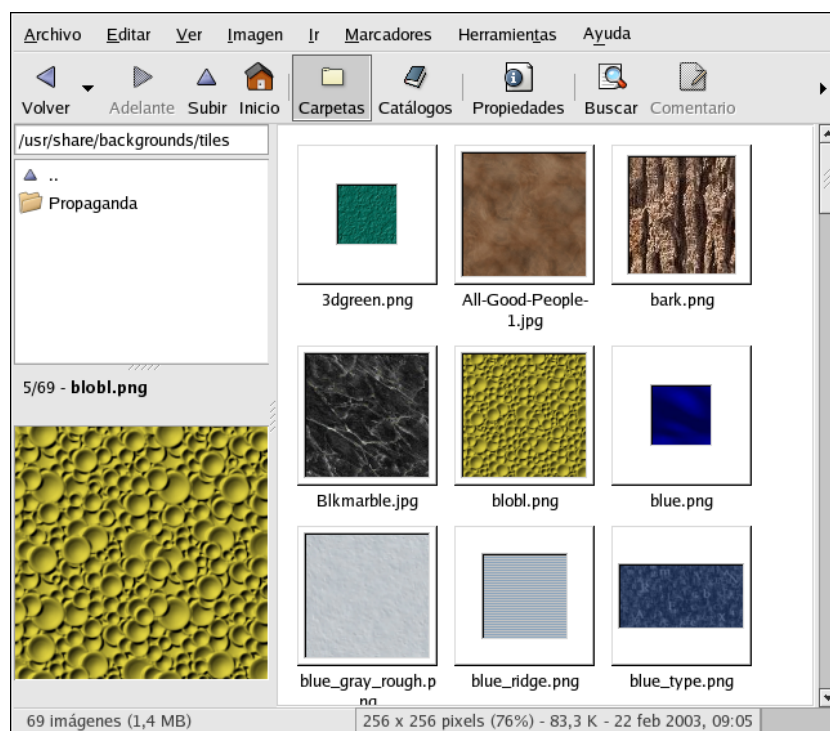 Archivo Editar Ver Imagen Ir Marcadores Herramientas Ayuda
Volver Adelante Subir Inicio Carpetas Catálogos Propiedades Buscar Comentario
/usr/share/backgrounds/tiles
..
Propaganda
5/69 - blobl.png
3dgreen.png
All-Good-People-
1.jpg
bark.png
Blkmarble.jpg
blobl.png
blue.png
blue_gray_rough.p
ng
blue_ridge.png
blue_type.png
69 imágenes (1,4 MB)
256 x 256 pixels (76%) - 83,3 K - 22 feb 2003, 09:05